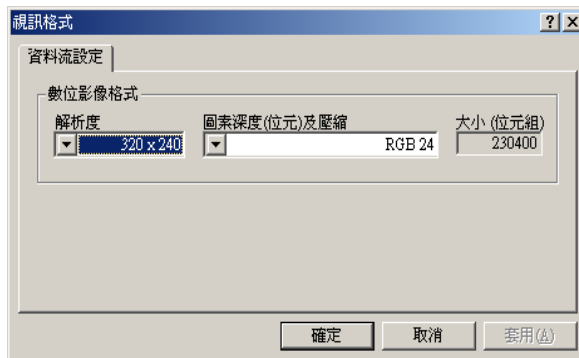 視訊格式
資料流設定
數位影像格式
解析度 圖素深度(位元)及壓縮 大小 (位元組)
320 x 240 RGB 24 230400
確定 取消 套用(A)